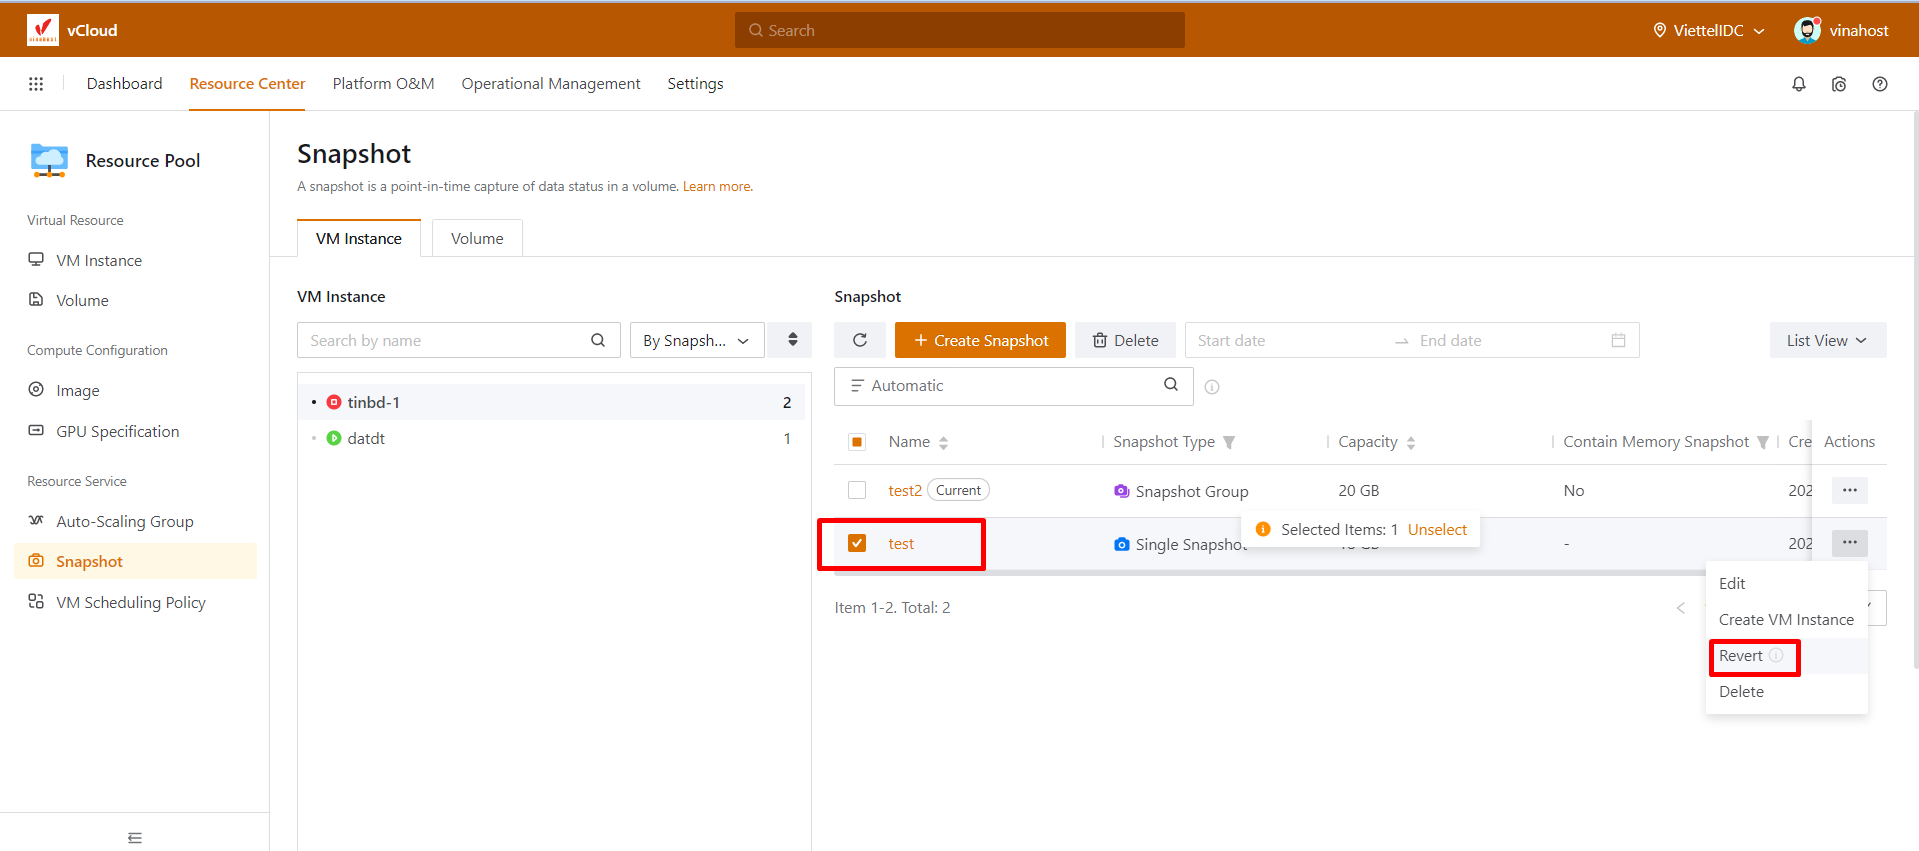 vCloud
Search
ViettelIDC
vinahost
Dashboard
Resource Center
Platform O&M
Operational Management
Settings
Resource Pool
Virtual Resource
VM Instance
Volume
Compute Configuration
Image
GPU Specification
Resource Service
Auto-Scaling Group
Snapshot
VM Scheduling Policy
Snapshot
A snapshot is a point-in-time capture of data status in a volume. Learn more.
VM Instance
Volume
VM Instance
Search by name
By Snapsh...
tinbd-1 2
datdt 1
Snapshot
Create Snapshot
Delete
Start date
End date
List View
Automatic
Name Snapshot Type Capacity Contain Memory Snapshot Cre Actions
test2 Current Snapshot Group 20 GB No 202 ...
Selected Items: 1 Unselect
test Single Snapshot - 202 ...
Item 1-2. Total: 2
Edit
Create VM Instance
Revert
Delete